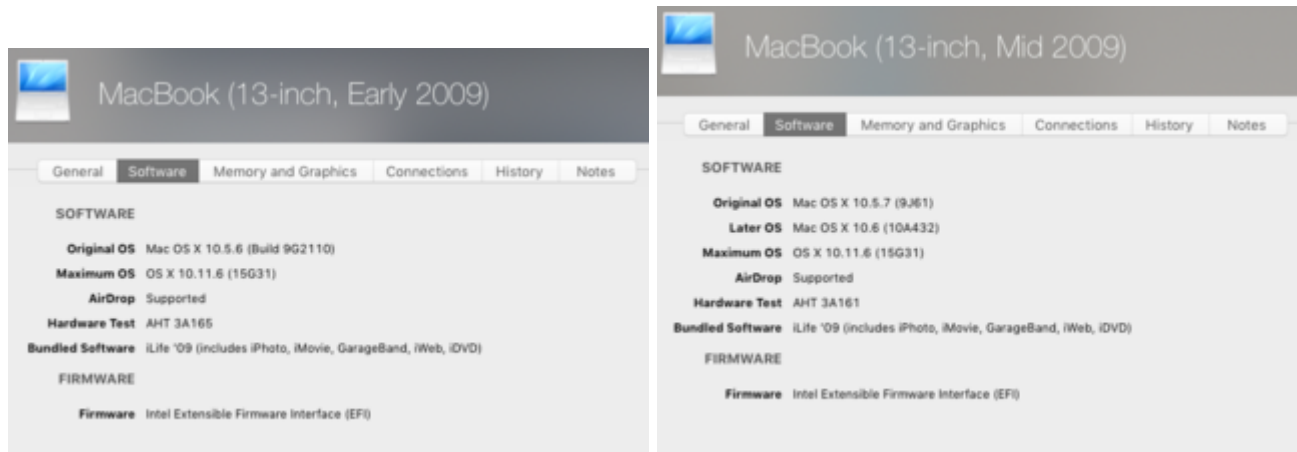 MacBook (13-inch, Early 2009)
General Software Memory and Graphics Connections History Notes
SOFTWARE
Original OS Mac OS X 10.5.6 (Build 9G2110)
Maximum OS OS X 10.11.6 (15G31)
AirDrop Supported
Hardware Test AHT 3A165
Bundled Software iLife '09 (includes iPhoto, iMovie, GarageBand, iWeb, iDVD)
FIRMWARE
Firmware Intel Extensible Firmware Interface (EFI)
MacBook (13-inch, Mid 2009)
General Software Memory and Graphics Connections History Notes
SOFTWARE
Original OS Mac OS X 10.5.7 (9J61)
Later OS Mac OS X 10.6 (10A432)
Maximum OS OS X 10.11.6 (15G31)
AirDrop Supported
Hardware Test AHT 3A161
Bundled Software iLife '09 (includes iPhoto, iMovie, GarageBand, iWeb, iDVD)
FIRMWARE
Firmware Intel Extensible Firmware Interface (EFI)